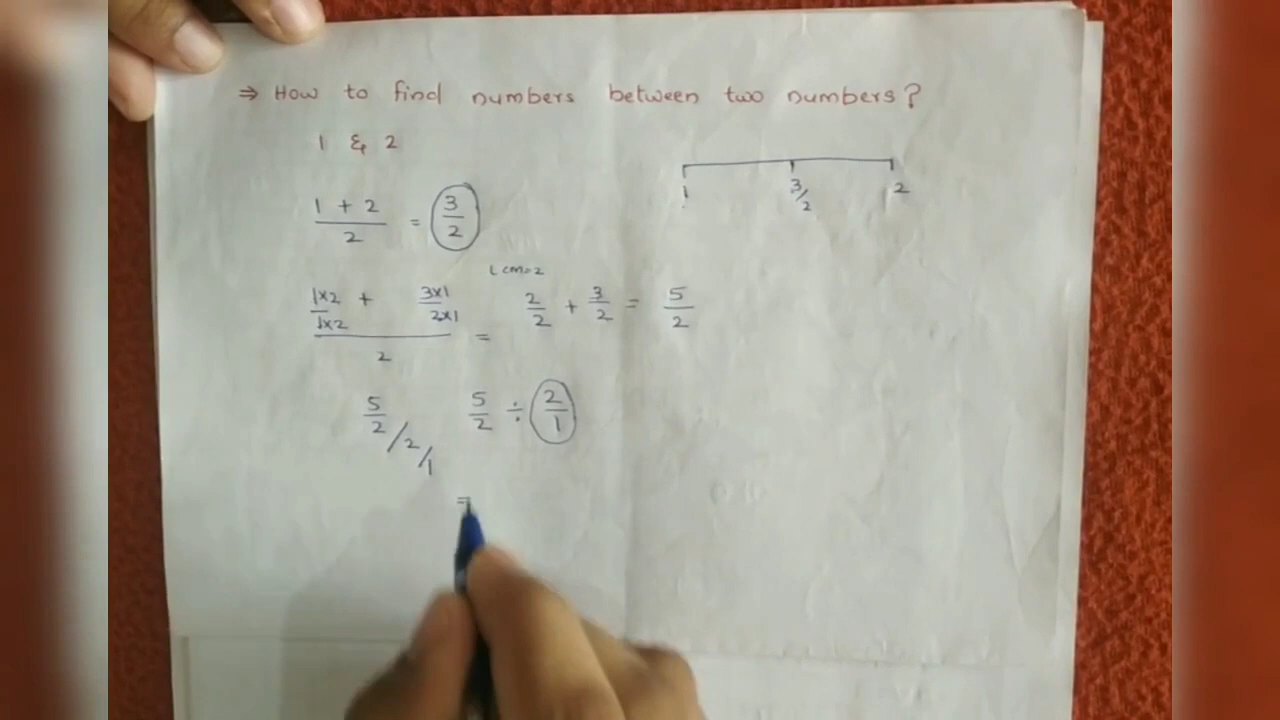 ⇒ How to find numbers between two numbers?
1 & 2
1 3/2 2
1 + 2 / 2 = 3/2
LCM=2
1×2/1×2 + 3×1/2×1 / 2 = 2/2 + 3/2 = 5/2
5/2 / 2/1 5/2 ÷ 2/1
=